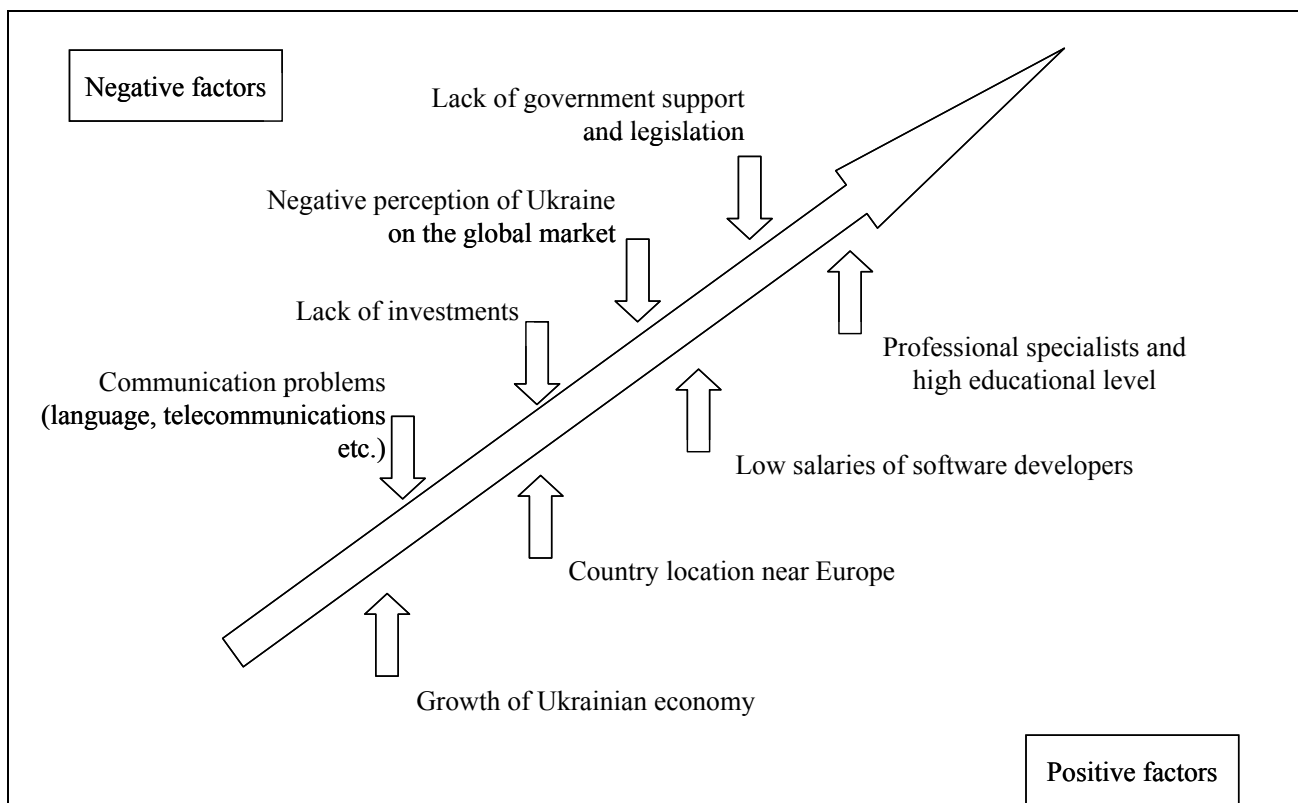 Negative factors
Lack of government support
and legislation
Negative perception of Ukraine
on the global market
Lack of investments
Communication problems
(language, telecommunications
etc.)
Professional specialists and
high educational level
Low salaries of software developers
Country location near Europe
Growth of Ukrainian economy
Positive factors